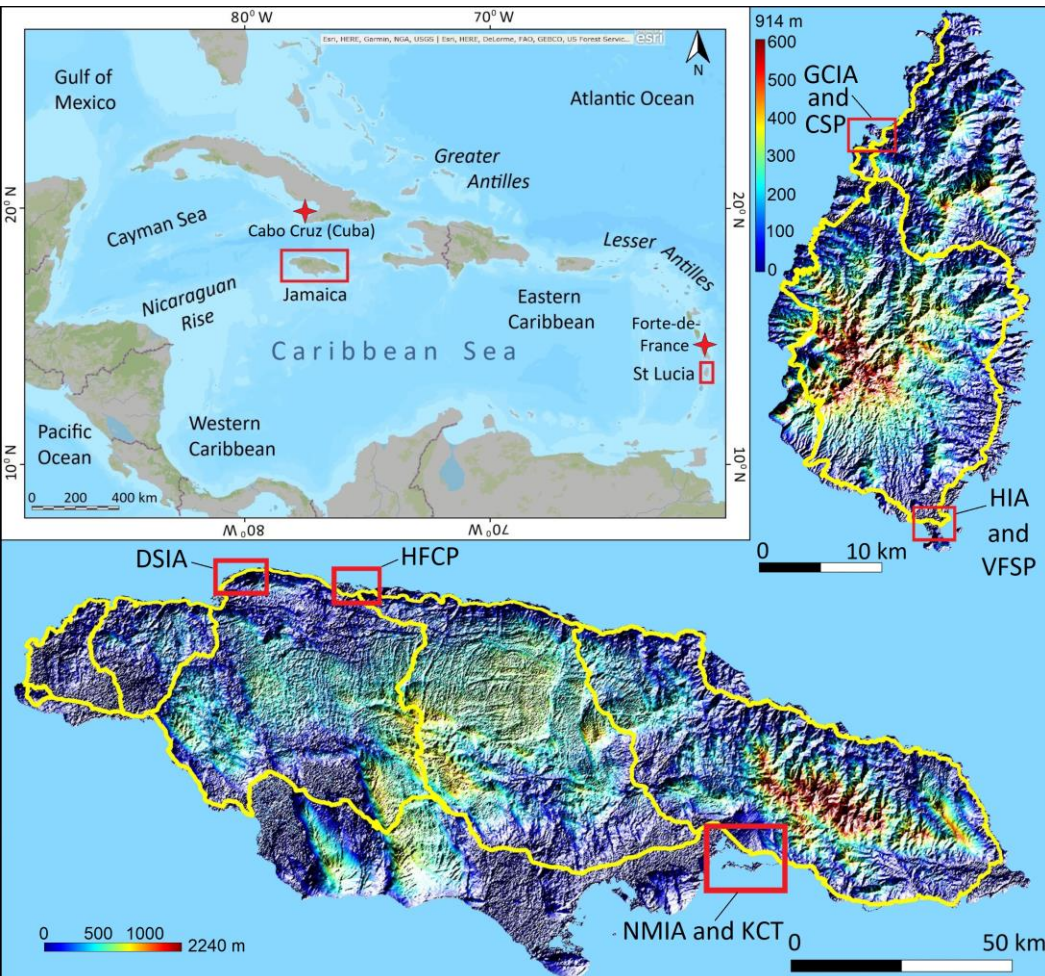 80° W
70° W
Esri, HERE, Garmin, NGA, USGS | Esri, HERE, DeLorme, FAO, GEBCO, US Forest Servic...
esri
N
Gulf of
Mexico
Atlantic Ocean
Greater
Antilles
20° N
20° N
Cayman Sea
Cabo Cruz (Cuba)
Lesser Antilles
Jamaica
Nicaraguan
Rise
Eastern
Caribbean
Forte-de-
France
Caribbean Sea
St Lucia
Western
Caribbean
Pacific
Ocean
10° N
10° N
0 200 400 km
80° W
70° W
914 m
600
500
400
300
200
100
0
GCIA
and
CSP
HIA
and
VFSP
0 10 km
DSIA
HFCP
NMIA and KCT
0 500 1000
2240 m
0 50 km